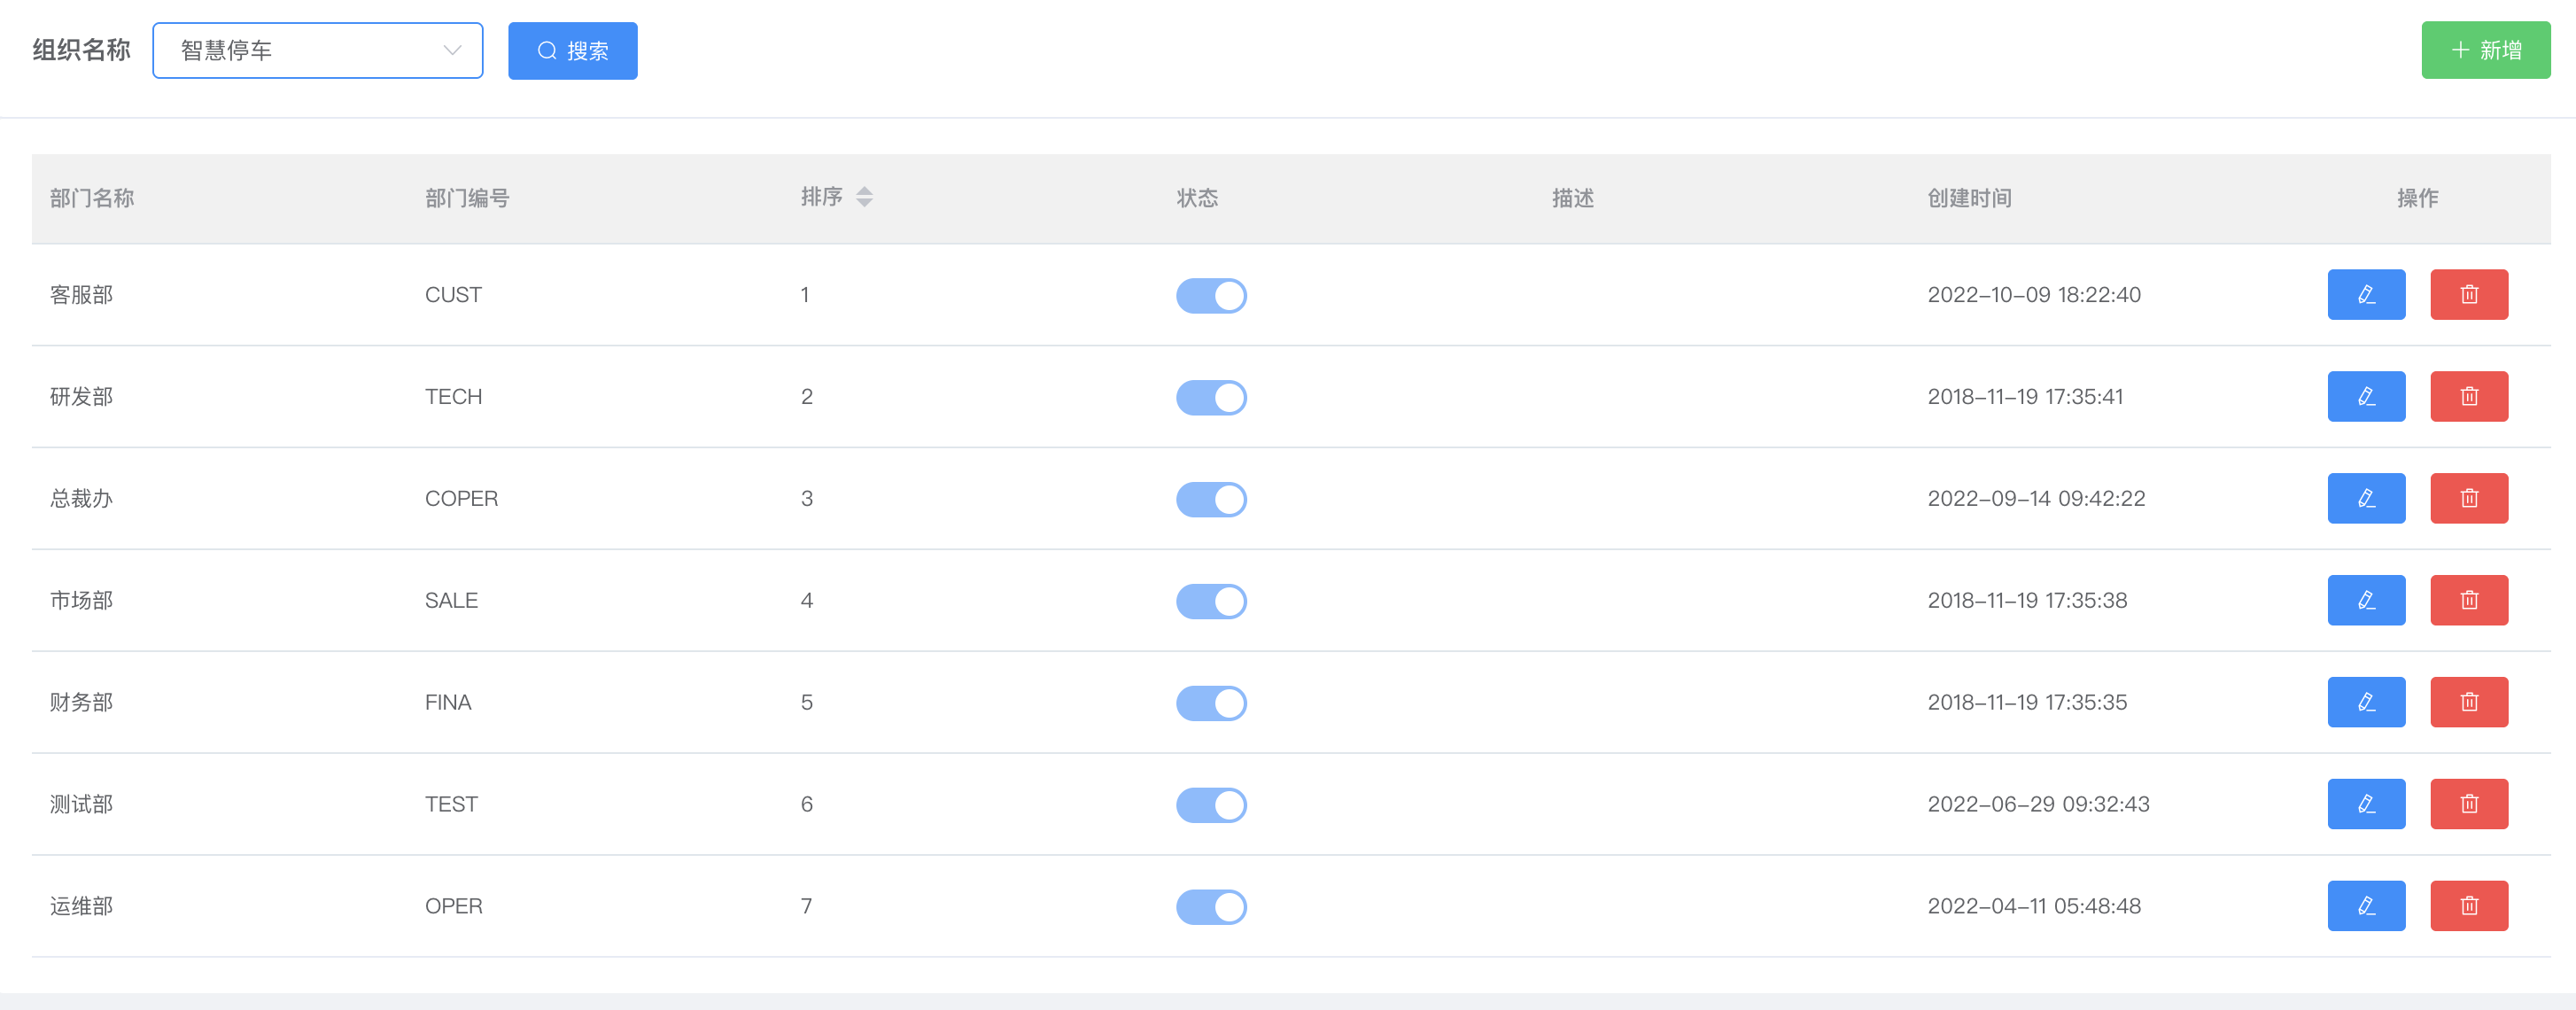 组织名称 智慧停车 搜索 新增
部门名称 部门编号 排序 状态 描述 创建时间 操作
客服部 CUST 1 2022-10-09 18:22:40
研发部 TECH 2 2018-11-19 17:35:41
总裁办 COPER 3 2022-09-14 09:42:22
市场部 SALE 4 2018-11-19 17:35:38
财务部 FINA 5 2018-11-19 17:35:35
测试部 TEST 6 2022-06-29 09:32:43
运维部 OPER 7 2022-04-11 05:48:48